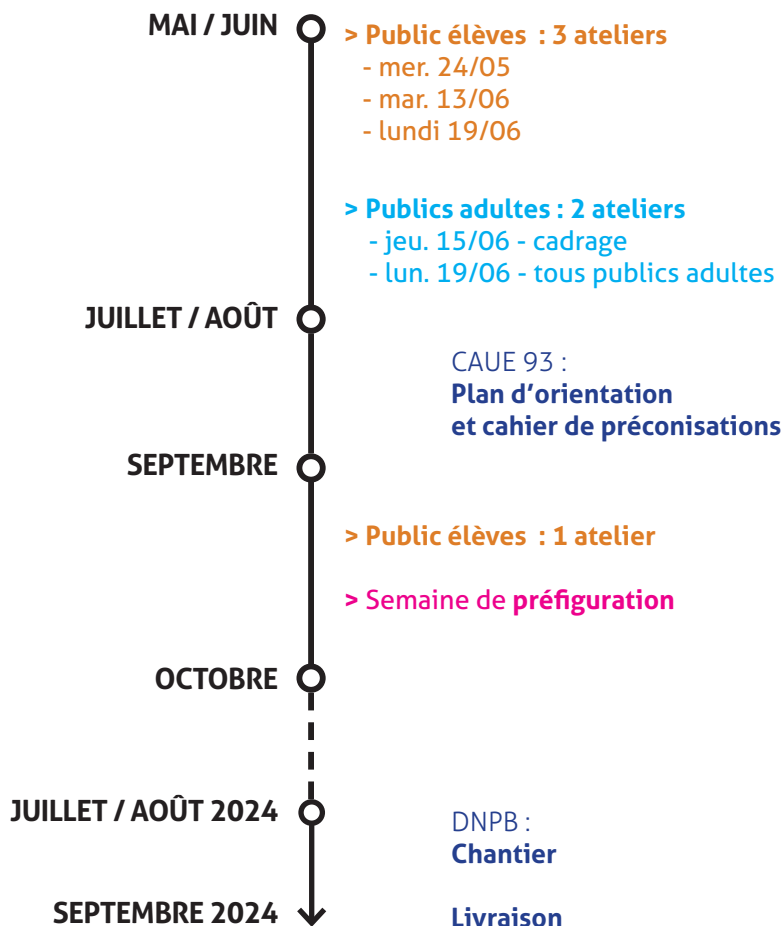 MAI / JUIN
> Public élèves : 3 ateliers
- mer. 24/05
- mar. 13/06
- lundi 19/06
> Publics adultes : 2 ateliers
- jeu. 15/06 - cadrage
- lun. 19/06 - tous publics adultes
JUILLET / AOÛT
CAUE 93 :
Plan d'orientation
et cahier de préconisations
SEPTEMBRE
> Public élèves : 1 atelier
> Semaine de préfiguration
OCTOBRE
JUILLET / AOÛT 2024
DNPB :
Chantier
SEPTEMBRE 2024
Livraison